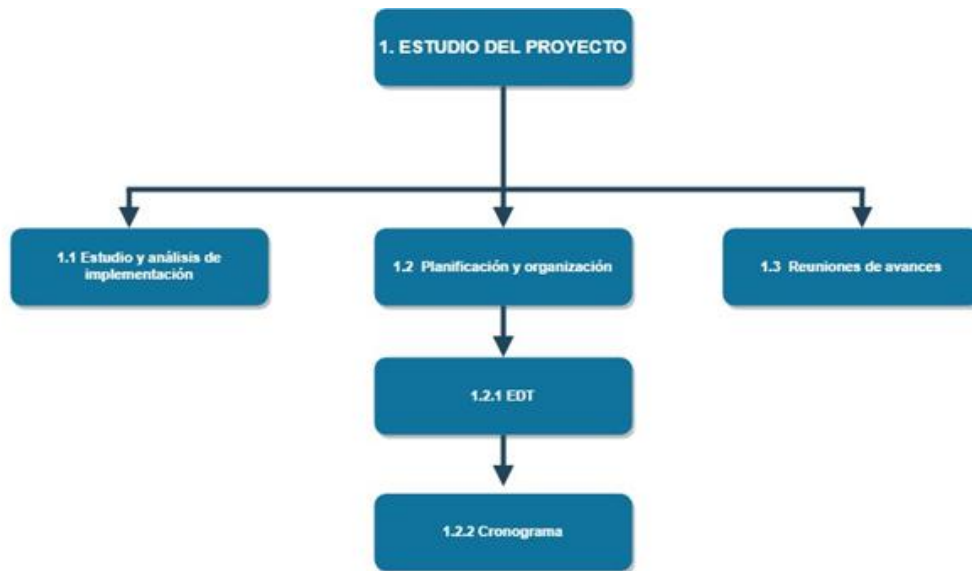 1. ESTUDIO DEL PROYECTO
1.1 Estudio y análisis de
implementación
1.2 Planificación y organización
1.3 Reuniones de avances
1.2.1 EDT
1.2.2 Cronograma